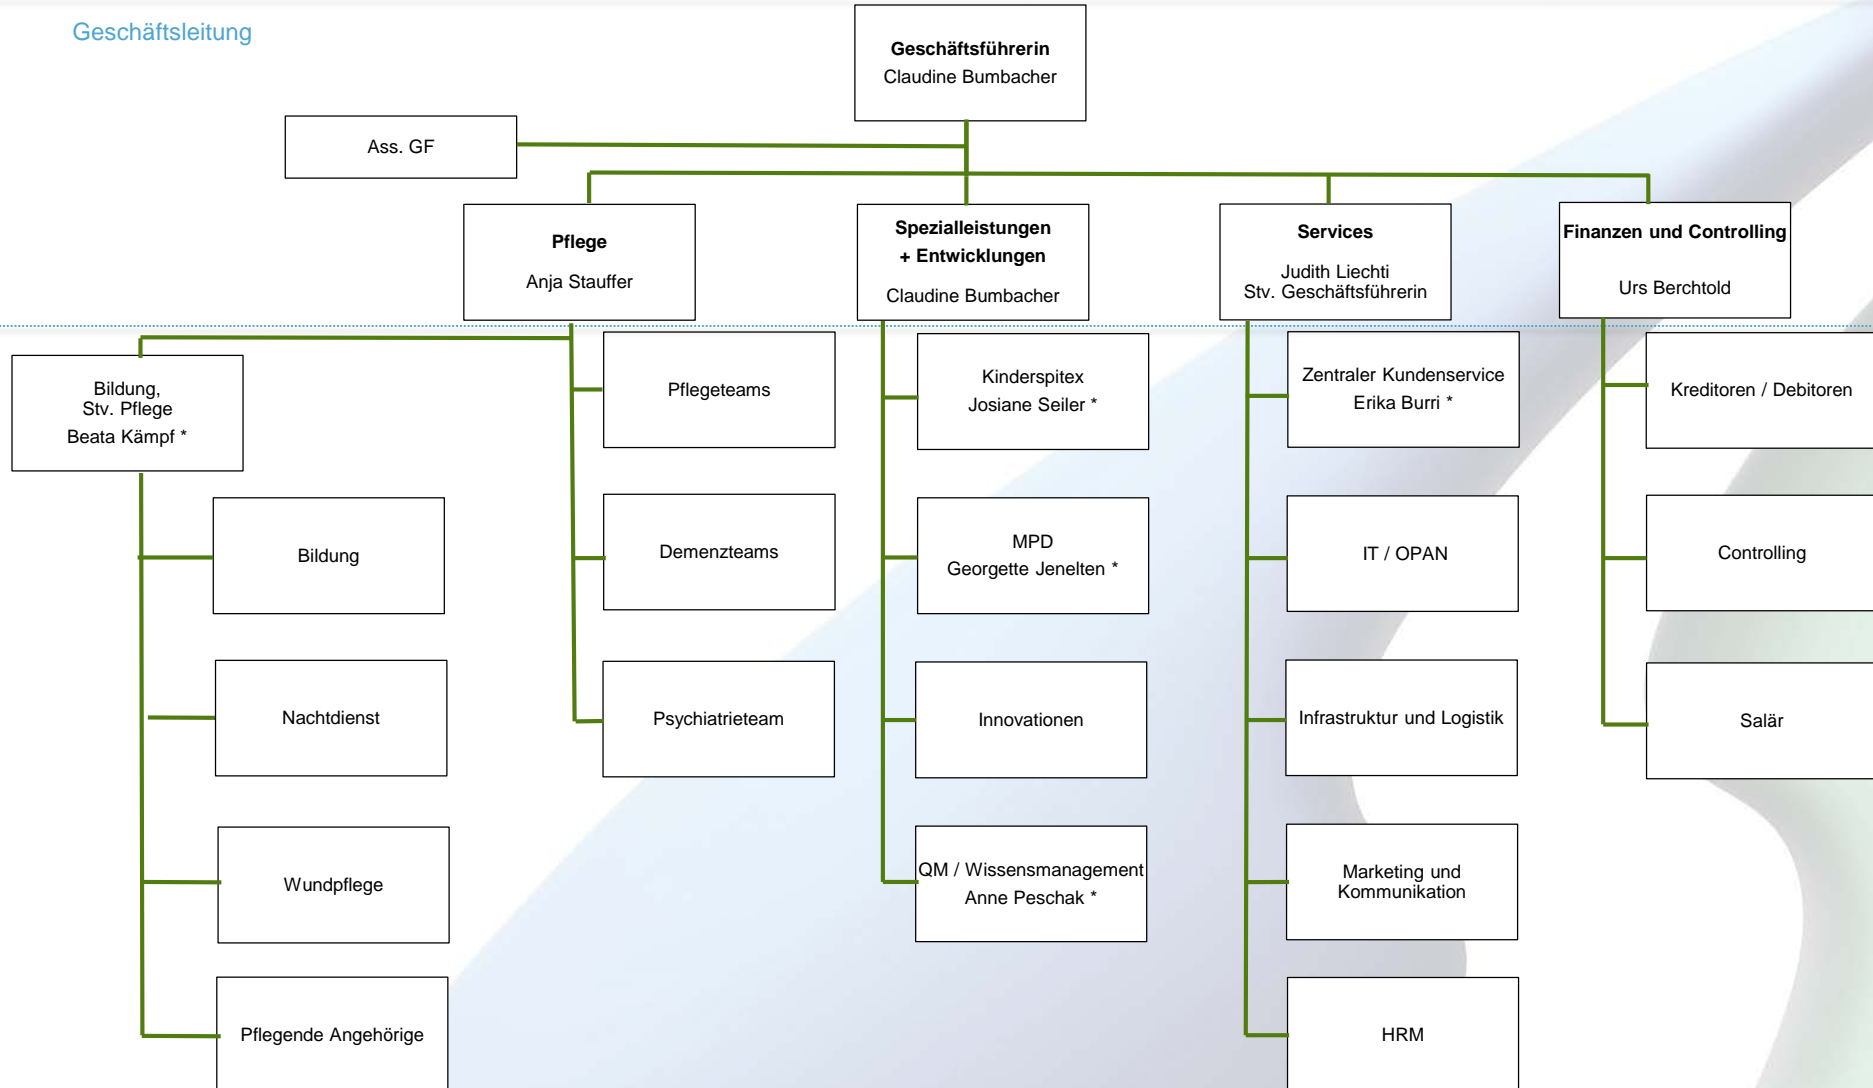 Geschäftsleitung
Geschäftsführerin
Claudine Bumbacher
Ass. GF
Pflege
Anja Stauffer
Spezialleistungen
+ Entwicklungen
Claudine Bumbacher
Services
Judith Liechti
Stv. Geschäftsführerin
Finanzen und Controlling
Urs Berchtold
Bildung,
Stv. Pflege
Beata Kämpf *
Bildung
Nachtdienst
Wundpflege
Pflegende Angehörige
Pflegeteams
Demenzteams
Psychiatrieteam
Kinderspitex
Josiane Seiler *
MPD
Georgette Jenelten *
Innovationen
QM / Wissensmanagement
Anne Peschak *
Zentraler Kundenservice
Erika Burri *
IT / OPAN
Infrastruktur und Logistik
Marketing und
Kommunikation
HRM
Kreditoren / Debitoren
Controlling
Salär